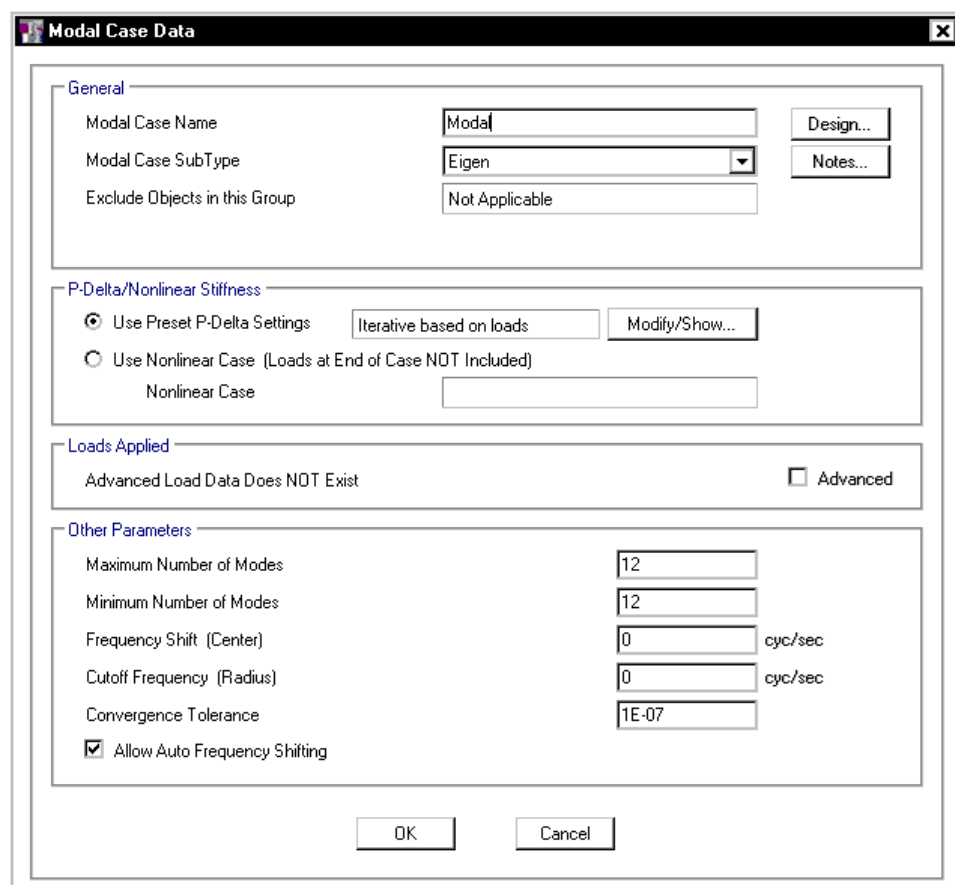 Modal Case Data
General
Modal Case Name Modal Design...
Modal Case SubType Eigen Notes...
Exclude Objects in this Group Not Applicable
P-Delta/Nonlinear Stiffness
Use Preset P-Delta Settings Iterative based on loads Modify/Show...
Use Nonlinear Case (Loads at End of Case NOT Included)
Nonlinear Case
Loads Applied
Advanced Load Data Does NOT Exist Advanced
Other Parameters
Maximum Number of Modes 12
Minimum Number of Modes 12
Frequency Shift (Center) 0 cyc/sec
Cutoff Frequency (Radius) 0 cyc/sec
Convergence Tolerance 1E-07
Allow Auto Frequency Shifting
OK Cancel